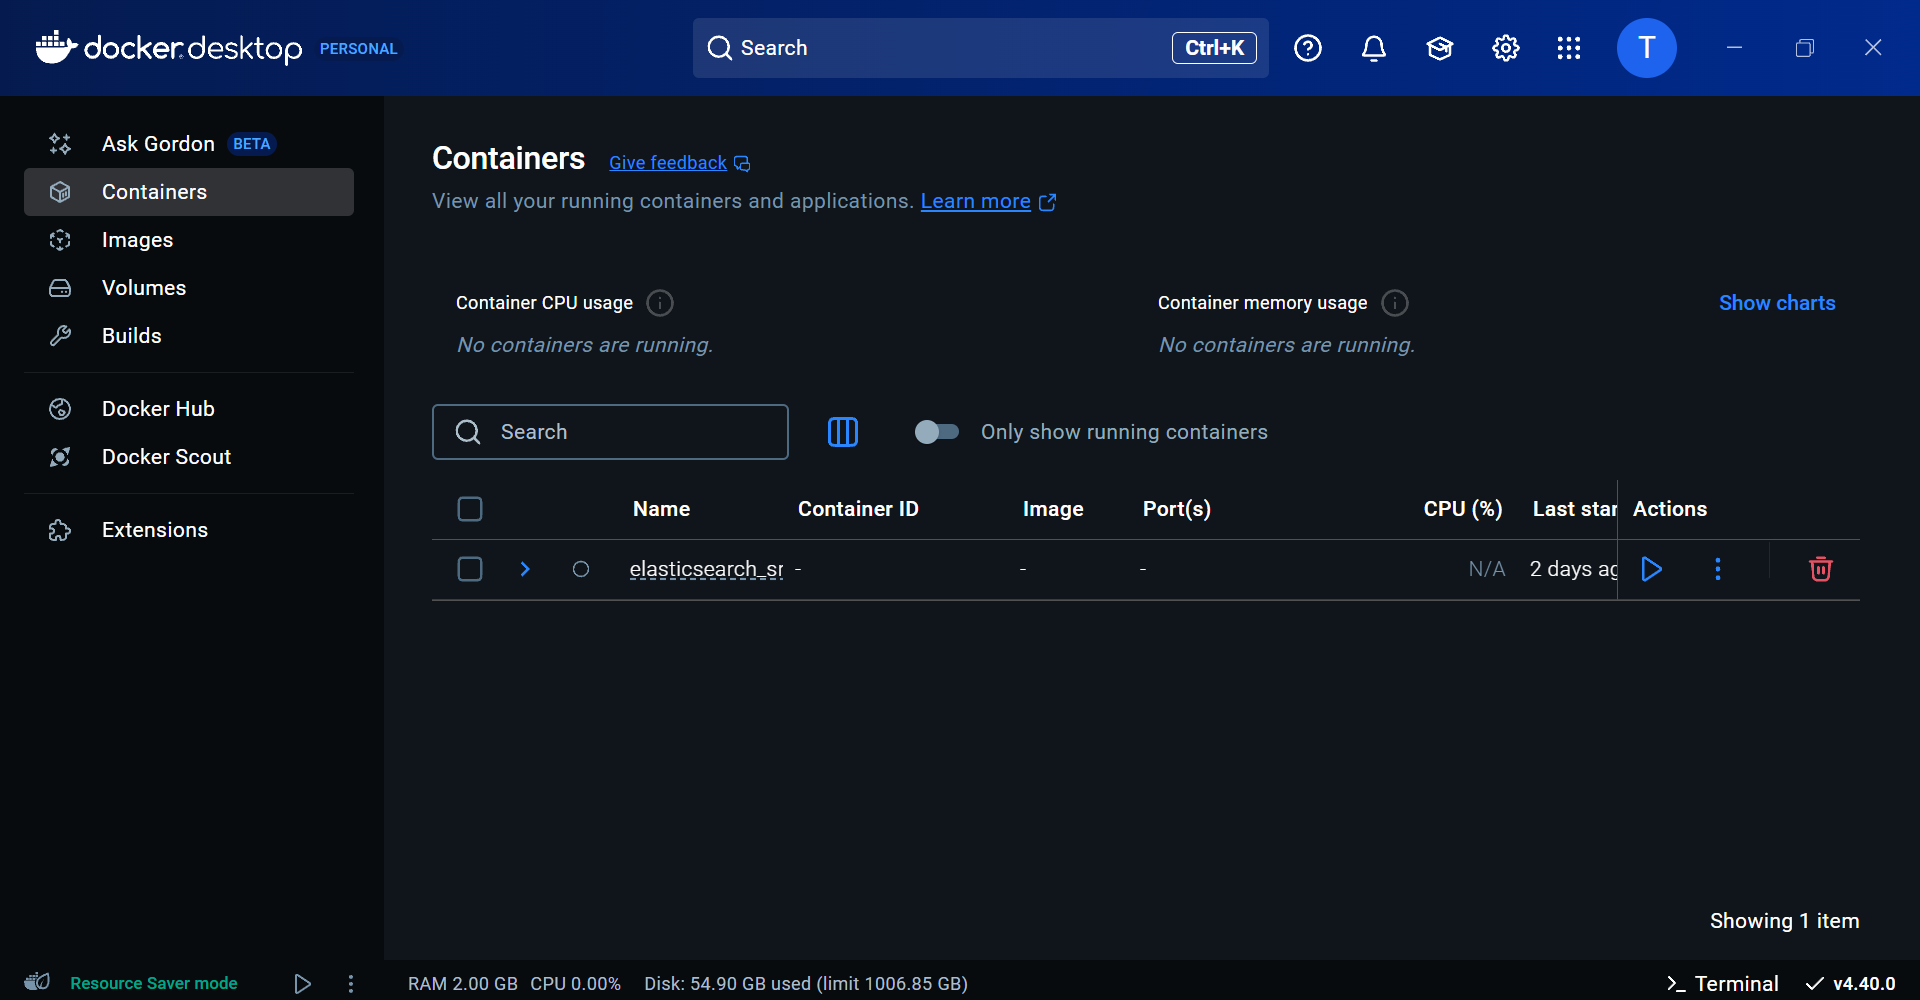 docker.desktop PERSONAL
Search Ctrl+K
T
Ask Gordon BETA
Containers
Images
Volumes
Builds
Docker Hub
Docker Scout
Extensions
Containers Give feedback
View all your running containers and applications. Learn more
Container CPU usage
No containers are running.
Container memory usage
No containers are running.
Show charts
Search
Only show running containers
Name Container ID Image Port(s) CPU (%) Last star Actions
elasticsearch_sr - - - N/A 2 days ag
Showing 1 item
Resource Saver mode
RAM 2.00 GB CPU 0.00% Disk: 54.90 GB used (limit 1006.85 GB)
Terminal v4.40.0